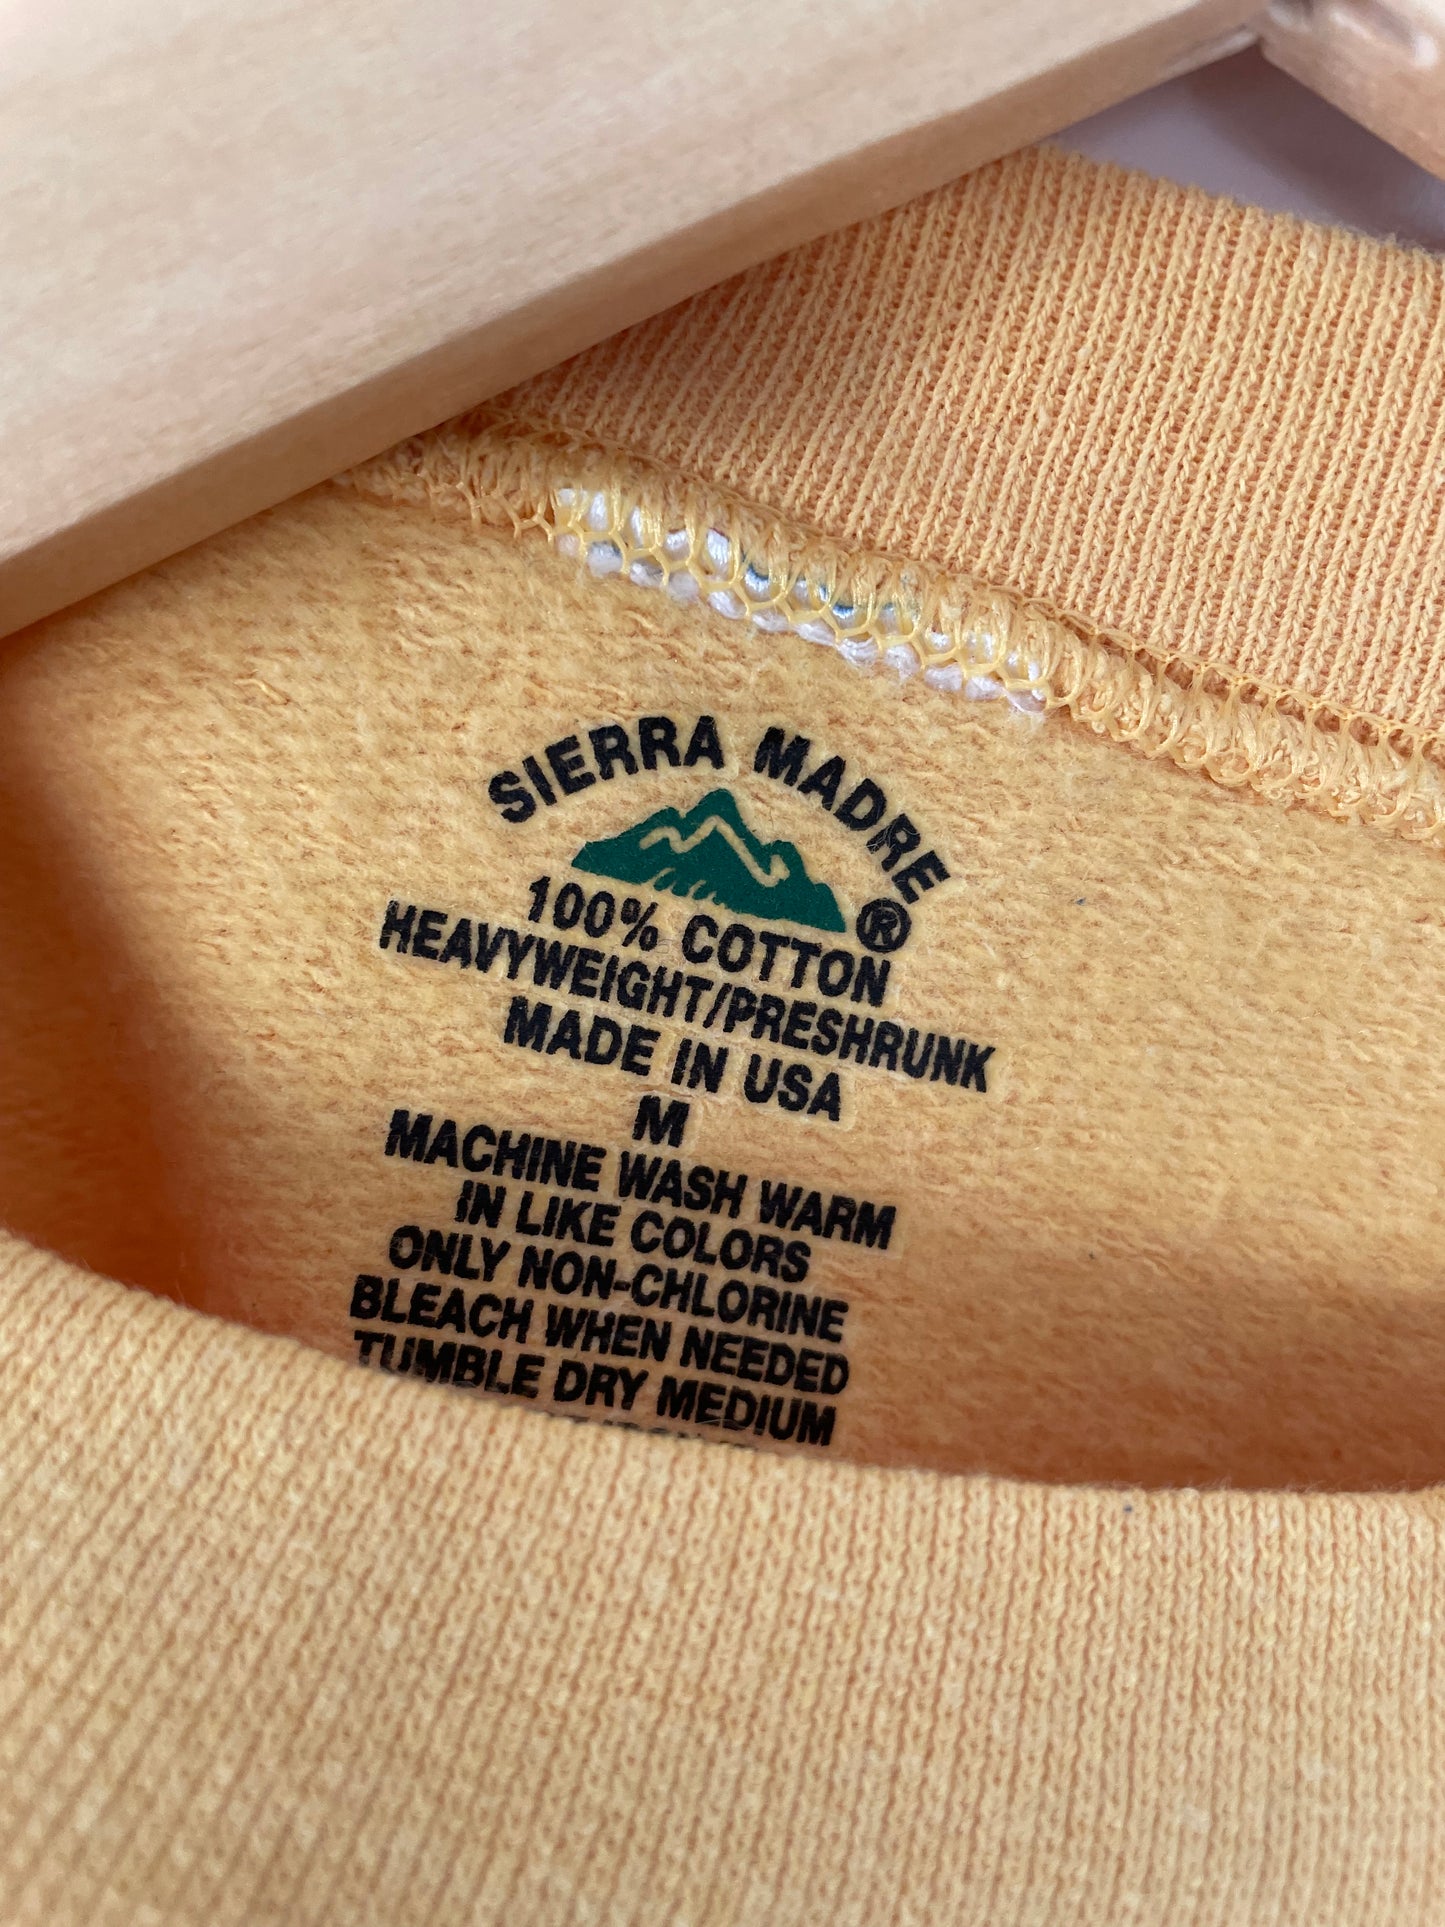 SIERRA MADRE®
100% COTTON
HEAVYWEIGHT/PRESHRUNK
MADE IN USA
M
MACHINE WASH WARM
IN LIKE COLORS
ONLY NON-CHLORINE
BLEACH WHEN NEEDED
TUMBLE DRY MEDIUM